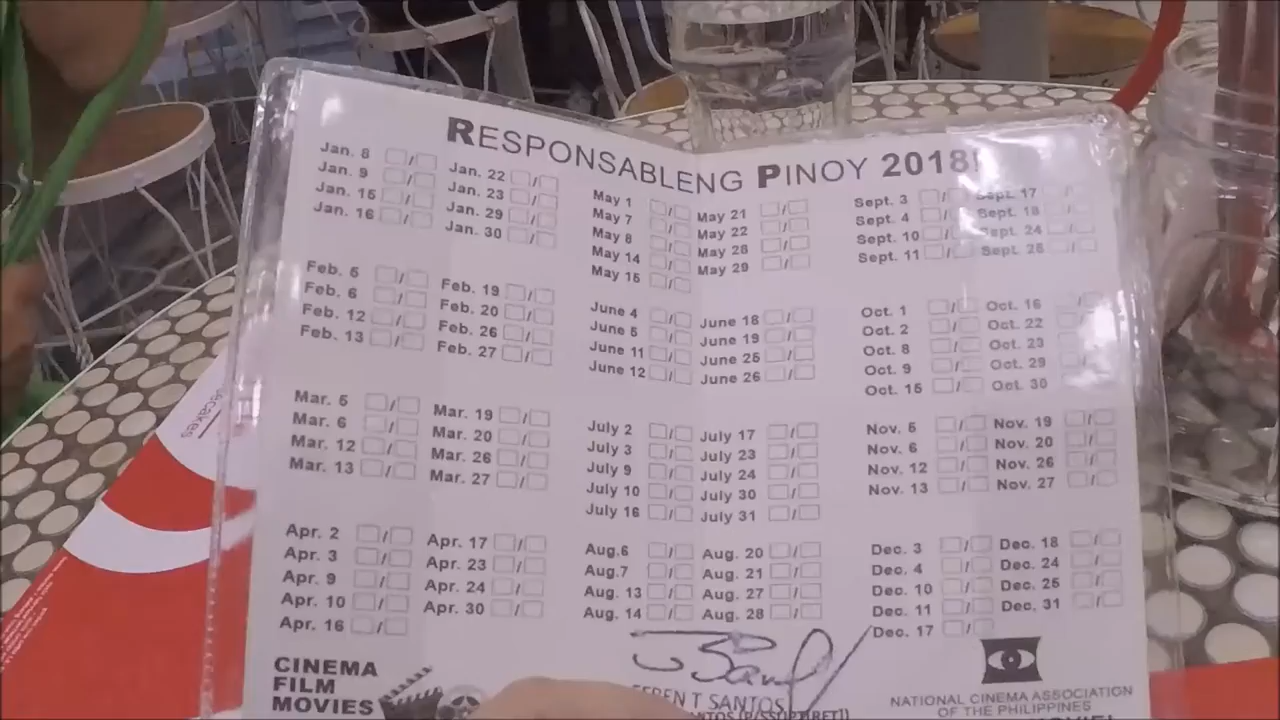 RESPONSABLENG PINOY 2018!
Jan. 8
Jan. 9
Jan. 15
Jan. 16
Jan. 22
Jan. 23
Jan. 29
Jan. 30
Feb. 5
Feb. 6
Feb. 12
Feb. 13
Feb. 19
Feb. 20
Feb. 26
Feb. 27
Mar. 5
Mar. 6
Mar. 12
Mar. 13
Mar. 19
Mar. 20
Mar. 26
Mar. 27
Apr. 2
Apr. 3
Apr. 9
Apr. 10
Apr. 16
Apr. 17
Apr. 23
Apr. 24
Apr. 30
May 1
May 7
May 8
May 14
May 15
May 21
May 22
May 28
May 29
June 4
June 5
June 11
June 12
June 18
June 19
June 25
June 26
July 2
July 3
July 9
July 10
July 16
July 17
July 23
July 24
July 30
July 31
Aug.6
Aug.7
Aug. 13
Aug. 14
Aug. 20
Aug. 21
Aug. 27
Aug. 28
Sept. 3
Sept. 4
Sept. 10
Sept. 11
Sept. 17
Sept. 18
Sept. 24
Sept. 25
Oct. 1
Oct. 2
Oct. 8
Oct. 9
Oct. 15
Oct. 16
Oct. 22
Oct. 23
Oct. 29
Oct. 30
Nov. 5
Nov. 6
Nov. 12
Nov. 13
Nov. 19
Nov. 20
Nov. 26
Nov. 27
Dec. 3
Dec. 4
Dec. 10
Dec. 11
Dec. 17
Dec. 18
Dec. 24
Dec. 25
Dec. 31
CINEMA
FILM
MOVIES
T SANTOS
NATIONAL CINEMA ASSOCIATION
OF THE PHILIPPINES